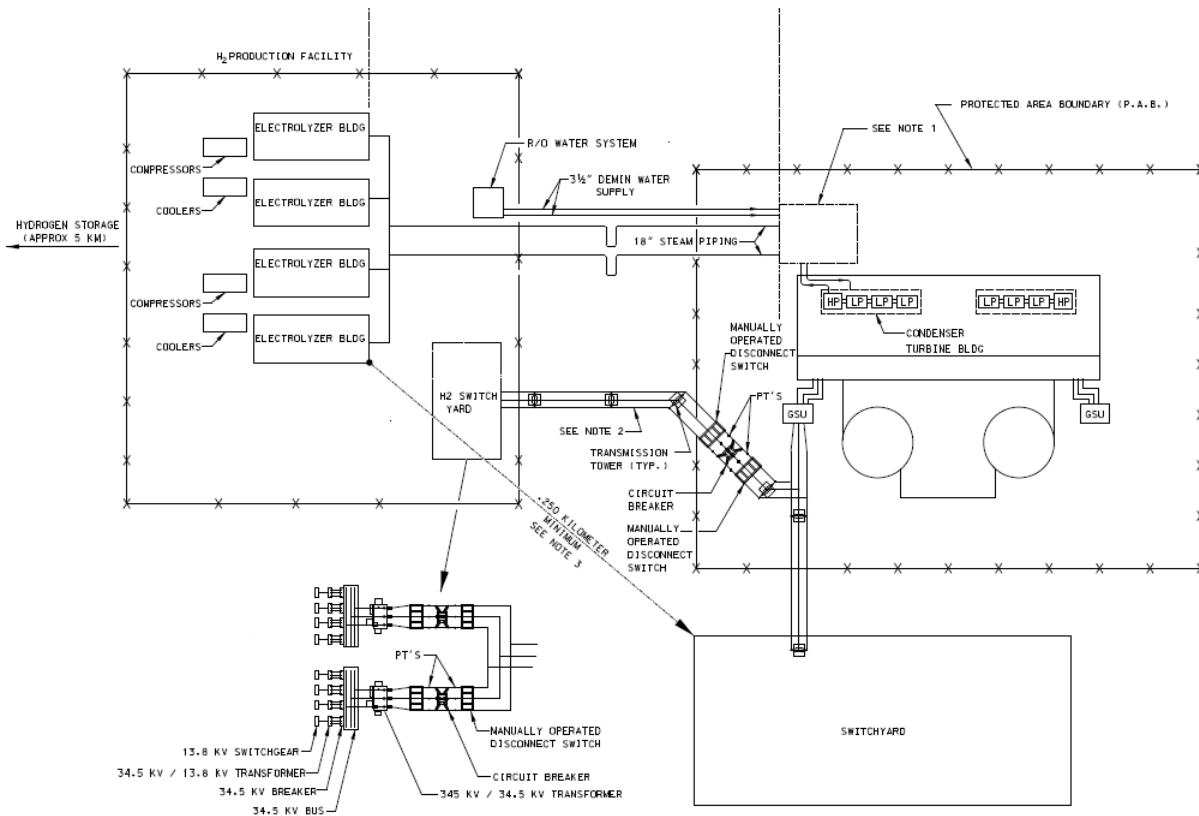 H₂PRODUCTION FACILITY
ELECTROLYZER BLDG
COMPRESSORS
ELECTROLYZER BLDG
COOLERS
HYDROGEN STORAGE
(APPROX 5 KM)
ELECTROLYZER BLDG
COMPRESSORS
ELECTROLYZER BLDG
COOLERS
R/O WATER SYSTEM
3½" DEMIN WATER
SUPPLY
18" STEAM PIPING
SEE NOTE 1
PROTECTED AREA BOUNDARY (P.A.B.)
HP
LP
LP
LP
LP
LP
LP
HP
CONDENSER
TURBINE BLDG
MANUALLY
OPERATED
DISCONNECT
SWITCH
PT'S
GSU
GSU
H2 SWITCH
YARD
SEE NOTE 2
TRANSMISSION
TOWER (TYP.)
CIRCUIT
BREAKER
MANUALLY
OPERATED
DISCONNECT
SWITCH
.250 KILOMETER
MINIMUM
SEE NOTE 3
PT'S
MANUALLY OPERATED
DISCONNECT SWITCH
13.8 KV SWITCHGEAR
34.5 KV / 13.8 KV TRANSFORMER
34.5 KV BREAKER
34.5 KV BUS
CIRCUIT BREAKER
345 KV / 34.5 KV TRANSFORMER
SWITCHYARD